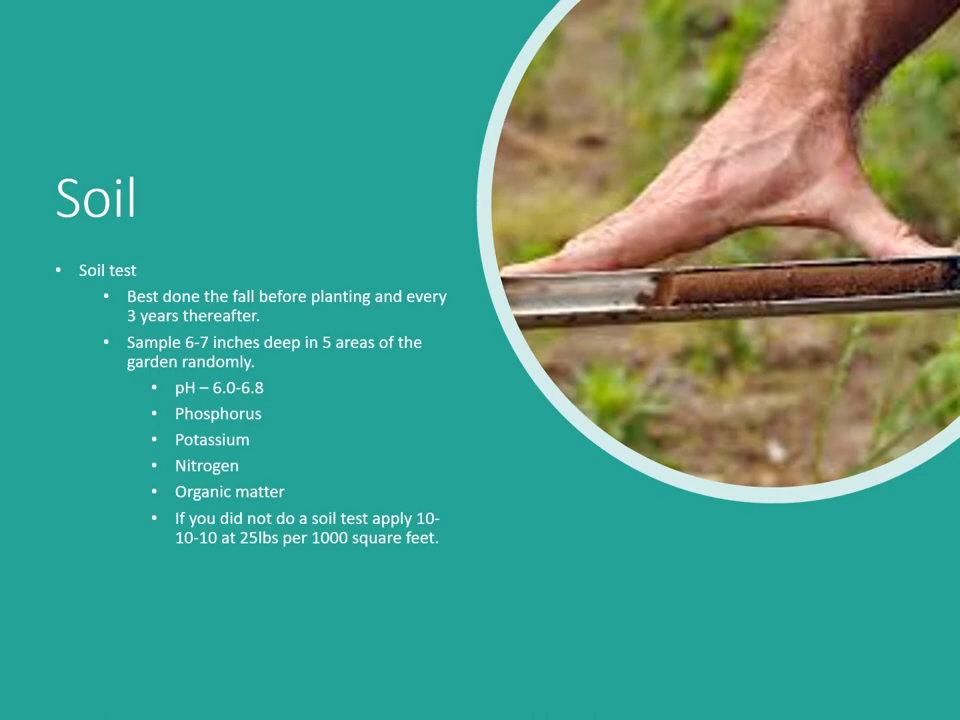 Soil
• Soil test
• Best done the fall before planting and every
3 years thereafter.
• Sample 6-7 inches deep in 5 areas of the
garden randomly.
• pH – 6.0-6.8
• Phosphorus
• Potassium
• Nitrogen
• Organic matter
• If you did not do a soil test apply 10-
10-10 at 25lbs per 1000 square feet.